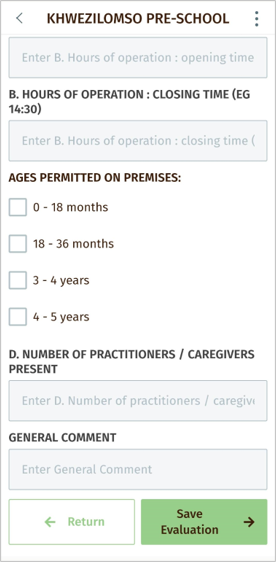 KHWEZILOMSO PRE-SCHOOL
Enter B. Hours of operation : opening time
B. HOURS OF OPERATION : CLOSING TIME (EG
14:30)
Enter B. Hours of operation : closing time (
AGES PERMITTED ON PREMISES:
0 - 18 months
18 - 36 months
3 - 4 years
4 - 5 years
D. NUMBER OF PRACTITIONERS / CAREGIVERS
PRESENT
Enter D. Number of practitioners / caregive
GENERAL COMMENT
Enter General Comment
Return
Save
Evaluation